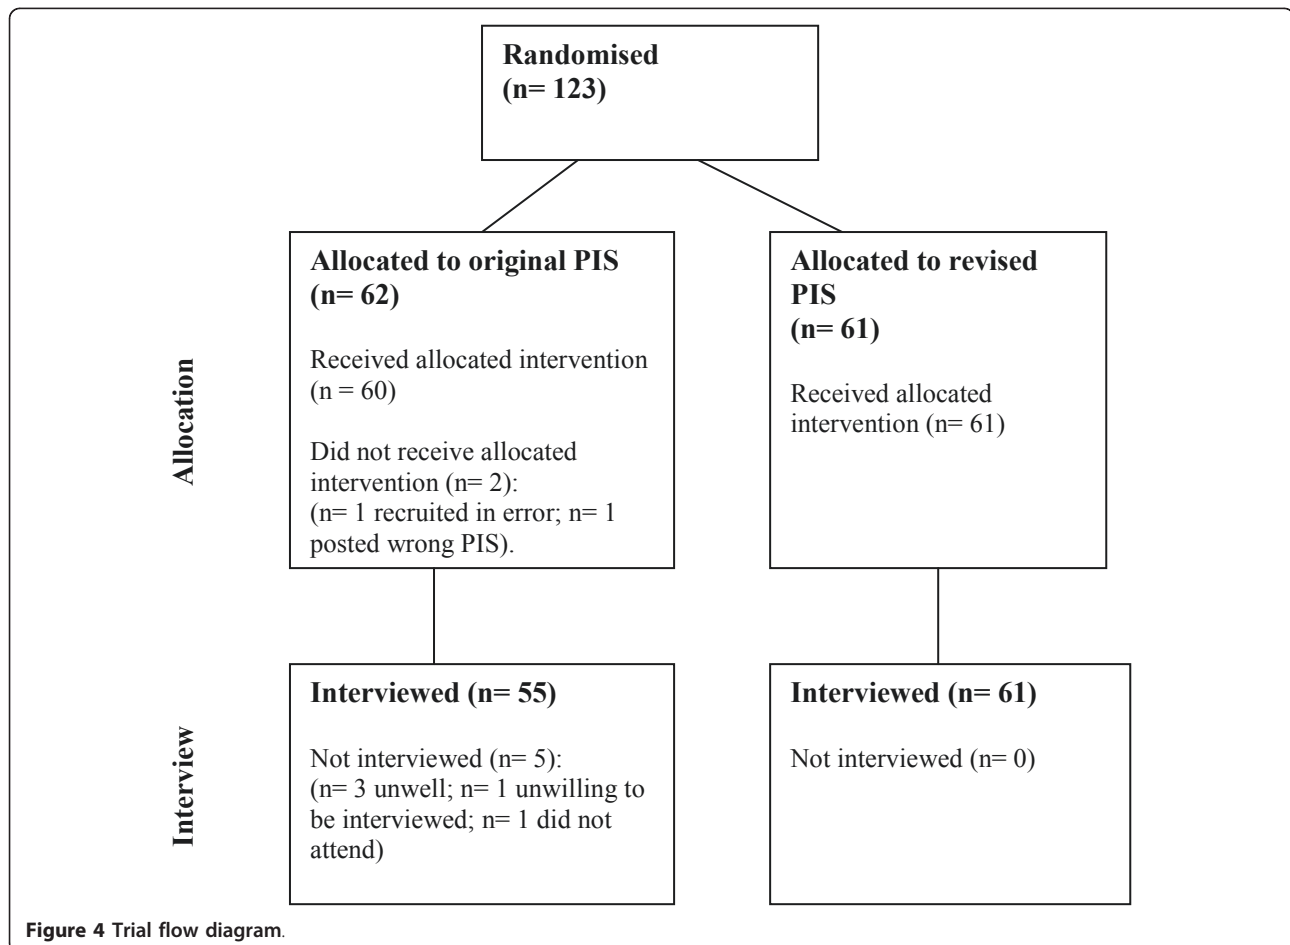 Randomised
(n= 123)
Allocation
Allocated to original PIS
(n= 62)
Received allocated intervention
(n = 60)
Did not receive allocated
intervention (n= 2):
(n= 1 recruited in error; n= 1
posted wrong PIS).
Allocated to revised
PIS
(n= 61)
Received allocated
intervention (n= 61)
Interview
Interviewed (n= 55)
Not interviewed (n= 5):
(n= 3 unwell; n= 1 unwilling to
be interviewed; n= 1 did not
attend)
Interviewed (n= 61)
Not interviewed (n= 0)
Figure 4 Trial flow diagram.